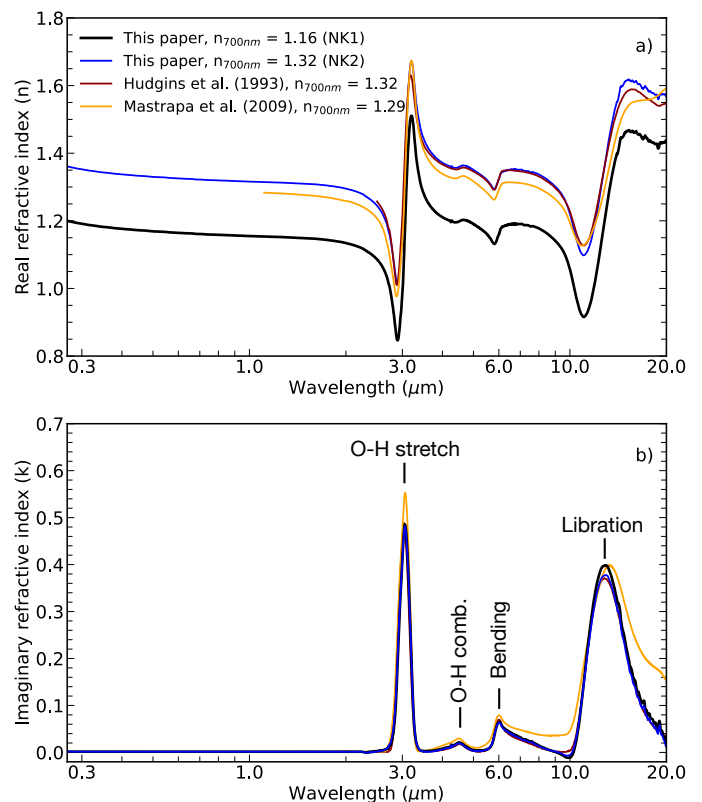 1.8
This paper, n700nm = 1.16 (NK1)
This paper, n700nm = 1.32 (NK2)
Hudgins et al. (1993), n700nm = 1.32
Mastrapa et al. (2009), n700nm = 1.29
a)
1.6
1.4
1.2
1.0
0.8
Real refractive index (n)
0.3 1.0 3.0 6.0 10.0 20.0
Wavelength (μm)
0.7
b)
0.6
0.5
0.4
0.3
0.2
0.1
0.0
Imaginary refractive index (k)
O-H stretch
O-H comb.
Bending
Libration
0.3 1.0 3.0 6.0 10.0 20.0
Wavelength (μm)